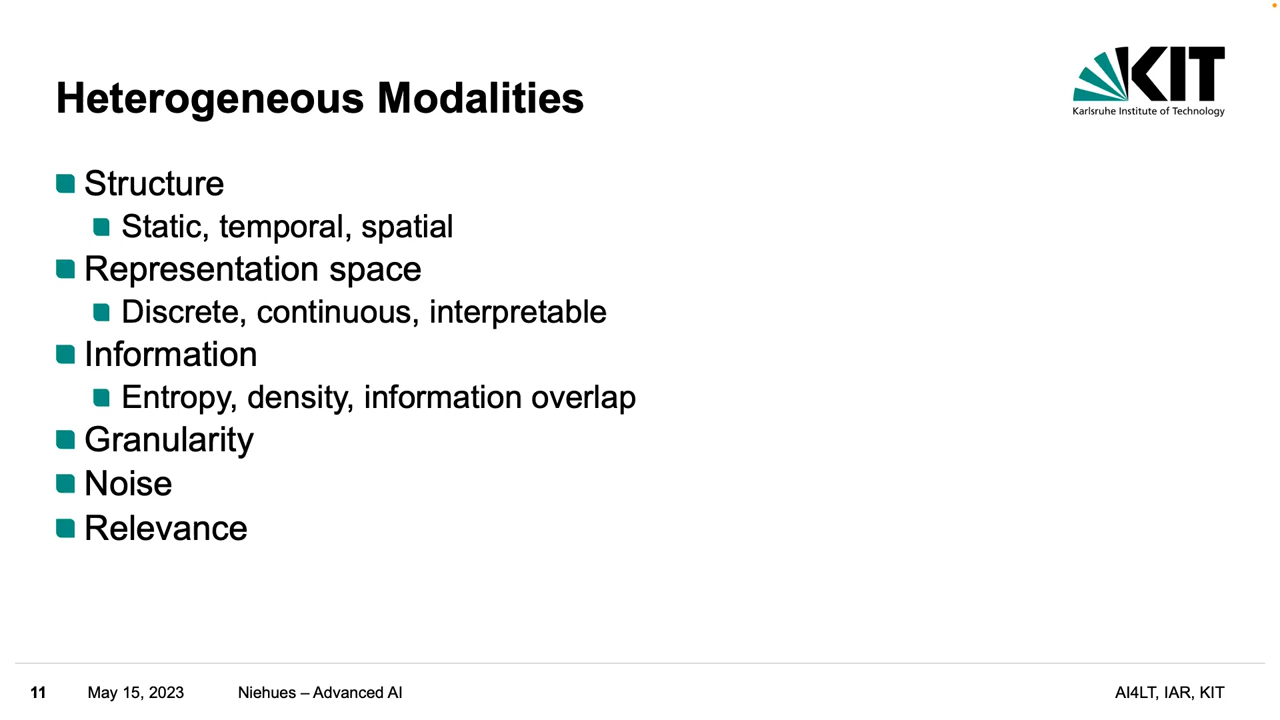 KIT
Karlsruhe Institute of Technology
Heterogeneous Modalities
Structure
Static, temporal, spatial
Representation space
Discrete, continuous, interpretable
Information
Entropy, density, information overlap
Granularity
Noise
Relevance
11 May 15, 2023 Niehues – Advanced AI AI4LT, IAR, KIT